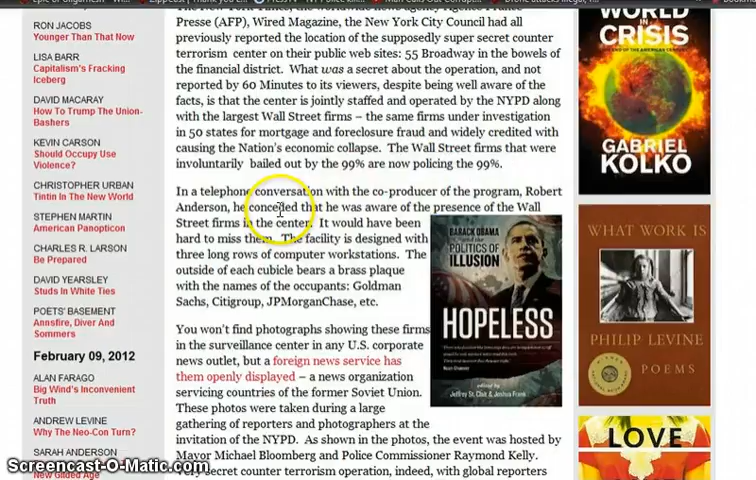 RON JACOBS
Younger Than That Now
LISA BARR
Capitalism's Fracking
Iceberg
DAVID MACARAY
How To Trump The Union-
Bashers
KEVIN CARSON
Should Occupy Use
Violence?
CHRISTOPHER URBAN
Tintin In The New World
STEPHEN MARTIN
American Panopticon
CHARLES R. LARSON
Be Prepared
DAVID YEARSLEY
Studs In White Ties
POETS' BASEMENT
Annsfire, Diver And
Sommers
February 09, 2012
ALAN FARAGO
Big Wind's Inconvenient
Truth
ANDREW LEVINE
Why The Neo-Con Turn?
SARAH ANDERSON
New Gilded Age
Presse (AFP), Wired Magazine, the New York City Council had all
previously reported the location of the supposedly super secret counter
terrorism center on their public web sites: 55 Broadway in the bowels of
the financial district. What was a secret about the operation, and not
reported by 60 Minutes to its viewers, despite being well aware of the
facts, is that the center is jointly staffed and operated by the NYPD along
with the largest Wall Street firms – the same firms under investigation
in 50 states for mortgage and foreclosure fraud and widely credited with
causing the Nation's economic collapse. The Wall Street firms that were
involuntarily bailed out by the 99% are now policing the 99%.
In a telephone conversation with the co-producer of the program, Robert
Anderson, he conceded that he was aware of the presence of the Wall
Street firms in the center. It would have been
hard to miss them. The facility is designed with
three long rows of computer workstations. The
outside of each cubicle bears a brass plaque
with the names of the occupants: Goldman
Sachs, Citigroup, JPMorganChase, etc.
You won't find photographs showing these firms
in the surveillance center in any U.S. corporate
news outlet, but a foreign news service has
them openly displayed – a news organization
servicing countries of the former Soviet Union.
These photos were taken during a large
gathering of reporters and photographers at the
invitation of the NYPD. As shown in the photos, the event was hosted by
Mayor Michael Bloomberg and Police Commissioner Raymond Kelly.
Very secret counter terrorism operation, indeed, with global reporters
BARACK OBAMA
and the
POLITICS OF
ILLUSION
HOPELESS
edited by
Jeffrey St. Clair & Joshua Frank
WORLD
IN
CRISIS
GABRIEL
KOLKO
WHAT WORK IS
PHILIP LEVINE
POEMS
LOVE
Screencast-O-Matic.com